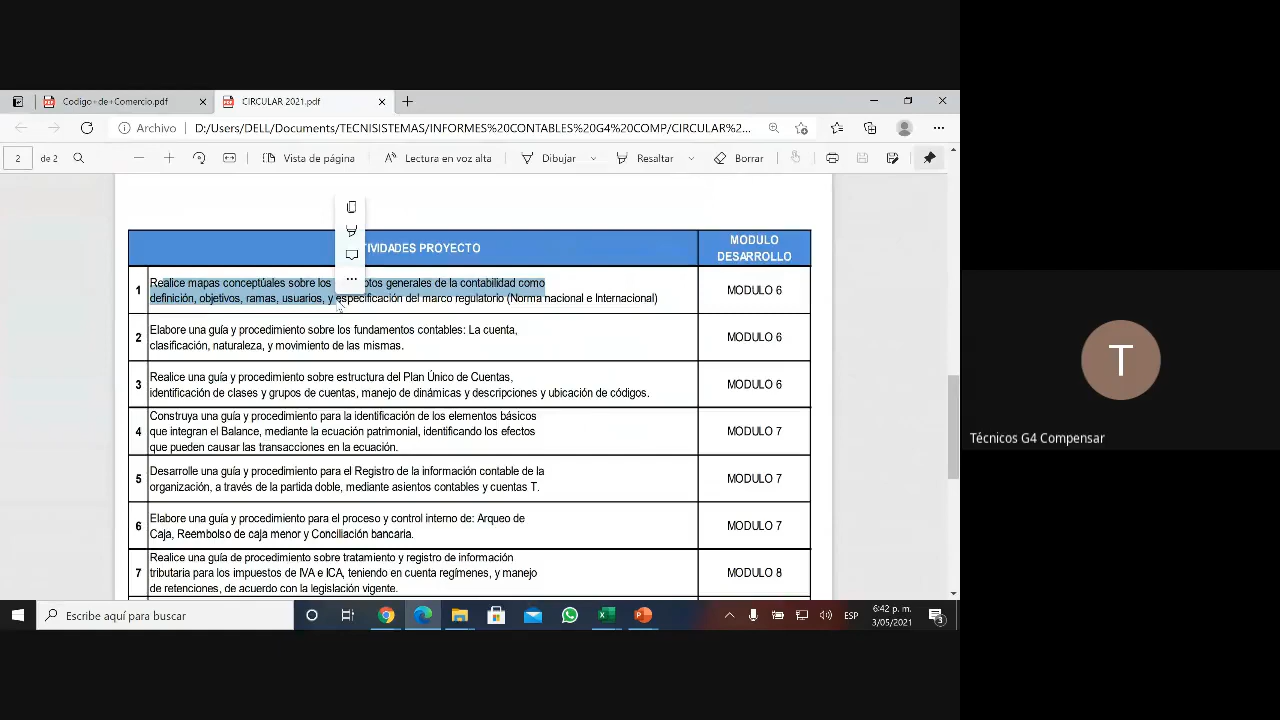 Codigo+de+Comercio.pdf
CIRCULAR 2021.pdf
Archivo D:/Users/DELL/Documents/TECNISISTEMAS/INFORMES%20CONTABLES%20G4%20COMP/CIRCULAR%2...
2 de 2 Vista de página Lectura en voz alta Dibujar Resaltar Borrar
TIVIDADES PROYECTO
MODULO
DESARROLLO
1
Realice mapas conceptúales sobre los
otos generales de la contabilidad como
definición, objetivos, ramas, usuarios, y especificación del marco regulatorio (Norma nacional e Internacional)
MODULO 6
2
Elabore una guía y procedimiento sobre los fundamentos contables: La cuenta,
clasificación, naturaleza, y movimiento de las mismas.
MODULO 6
3
Realice una guía y procedimiento sobre estructura del Plan Único de Cuentas,
identificación de clases y grupos de cuentas, manejo de dinámicas y descripciones y ubicación de códigos.
MODULO 6
4
Construya una guía y procedimiento para la identificación de los elementos básicos
que integran el Balance, mediante la ecuación patrimonial, identificando los efectos
que pueden causar las transacciones en la ecuación.
MODULO 7
5
Desarrolle una guía y procedimiento para el Registro de la información contable de la
organización, a través de la partida doble, mediante asientos contables y cuentas T.
MODULO 7
6
Elabore una guía y procedimiento para el proceso y control interno de: Arqueo de
Caja, Reembolso de caja menor y Conciliación bancaria.
MODULO 7
7
Realice una guía de procedimiento sobre tratamiento y registro de información
tributaria para los impuestos de IVA e ICA, teniendo en cuenta regímenes, y manejo
de retenciones, de acuerdo con la legislación vigente.
MODULO 8
Escribe aquí para buscar
ESP
6:42 p. m.
3/05/2021
3
T
Técnicos G4 Compensar